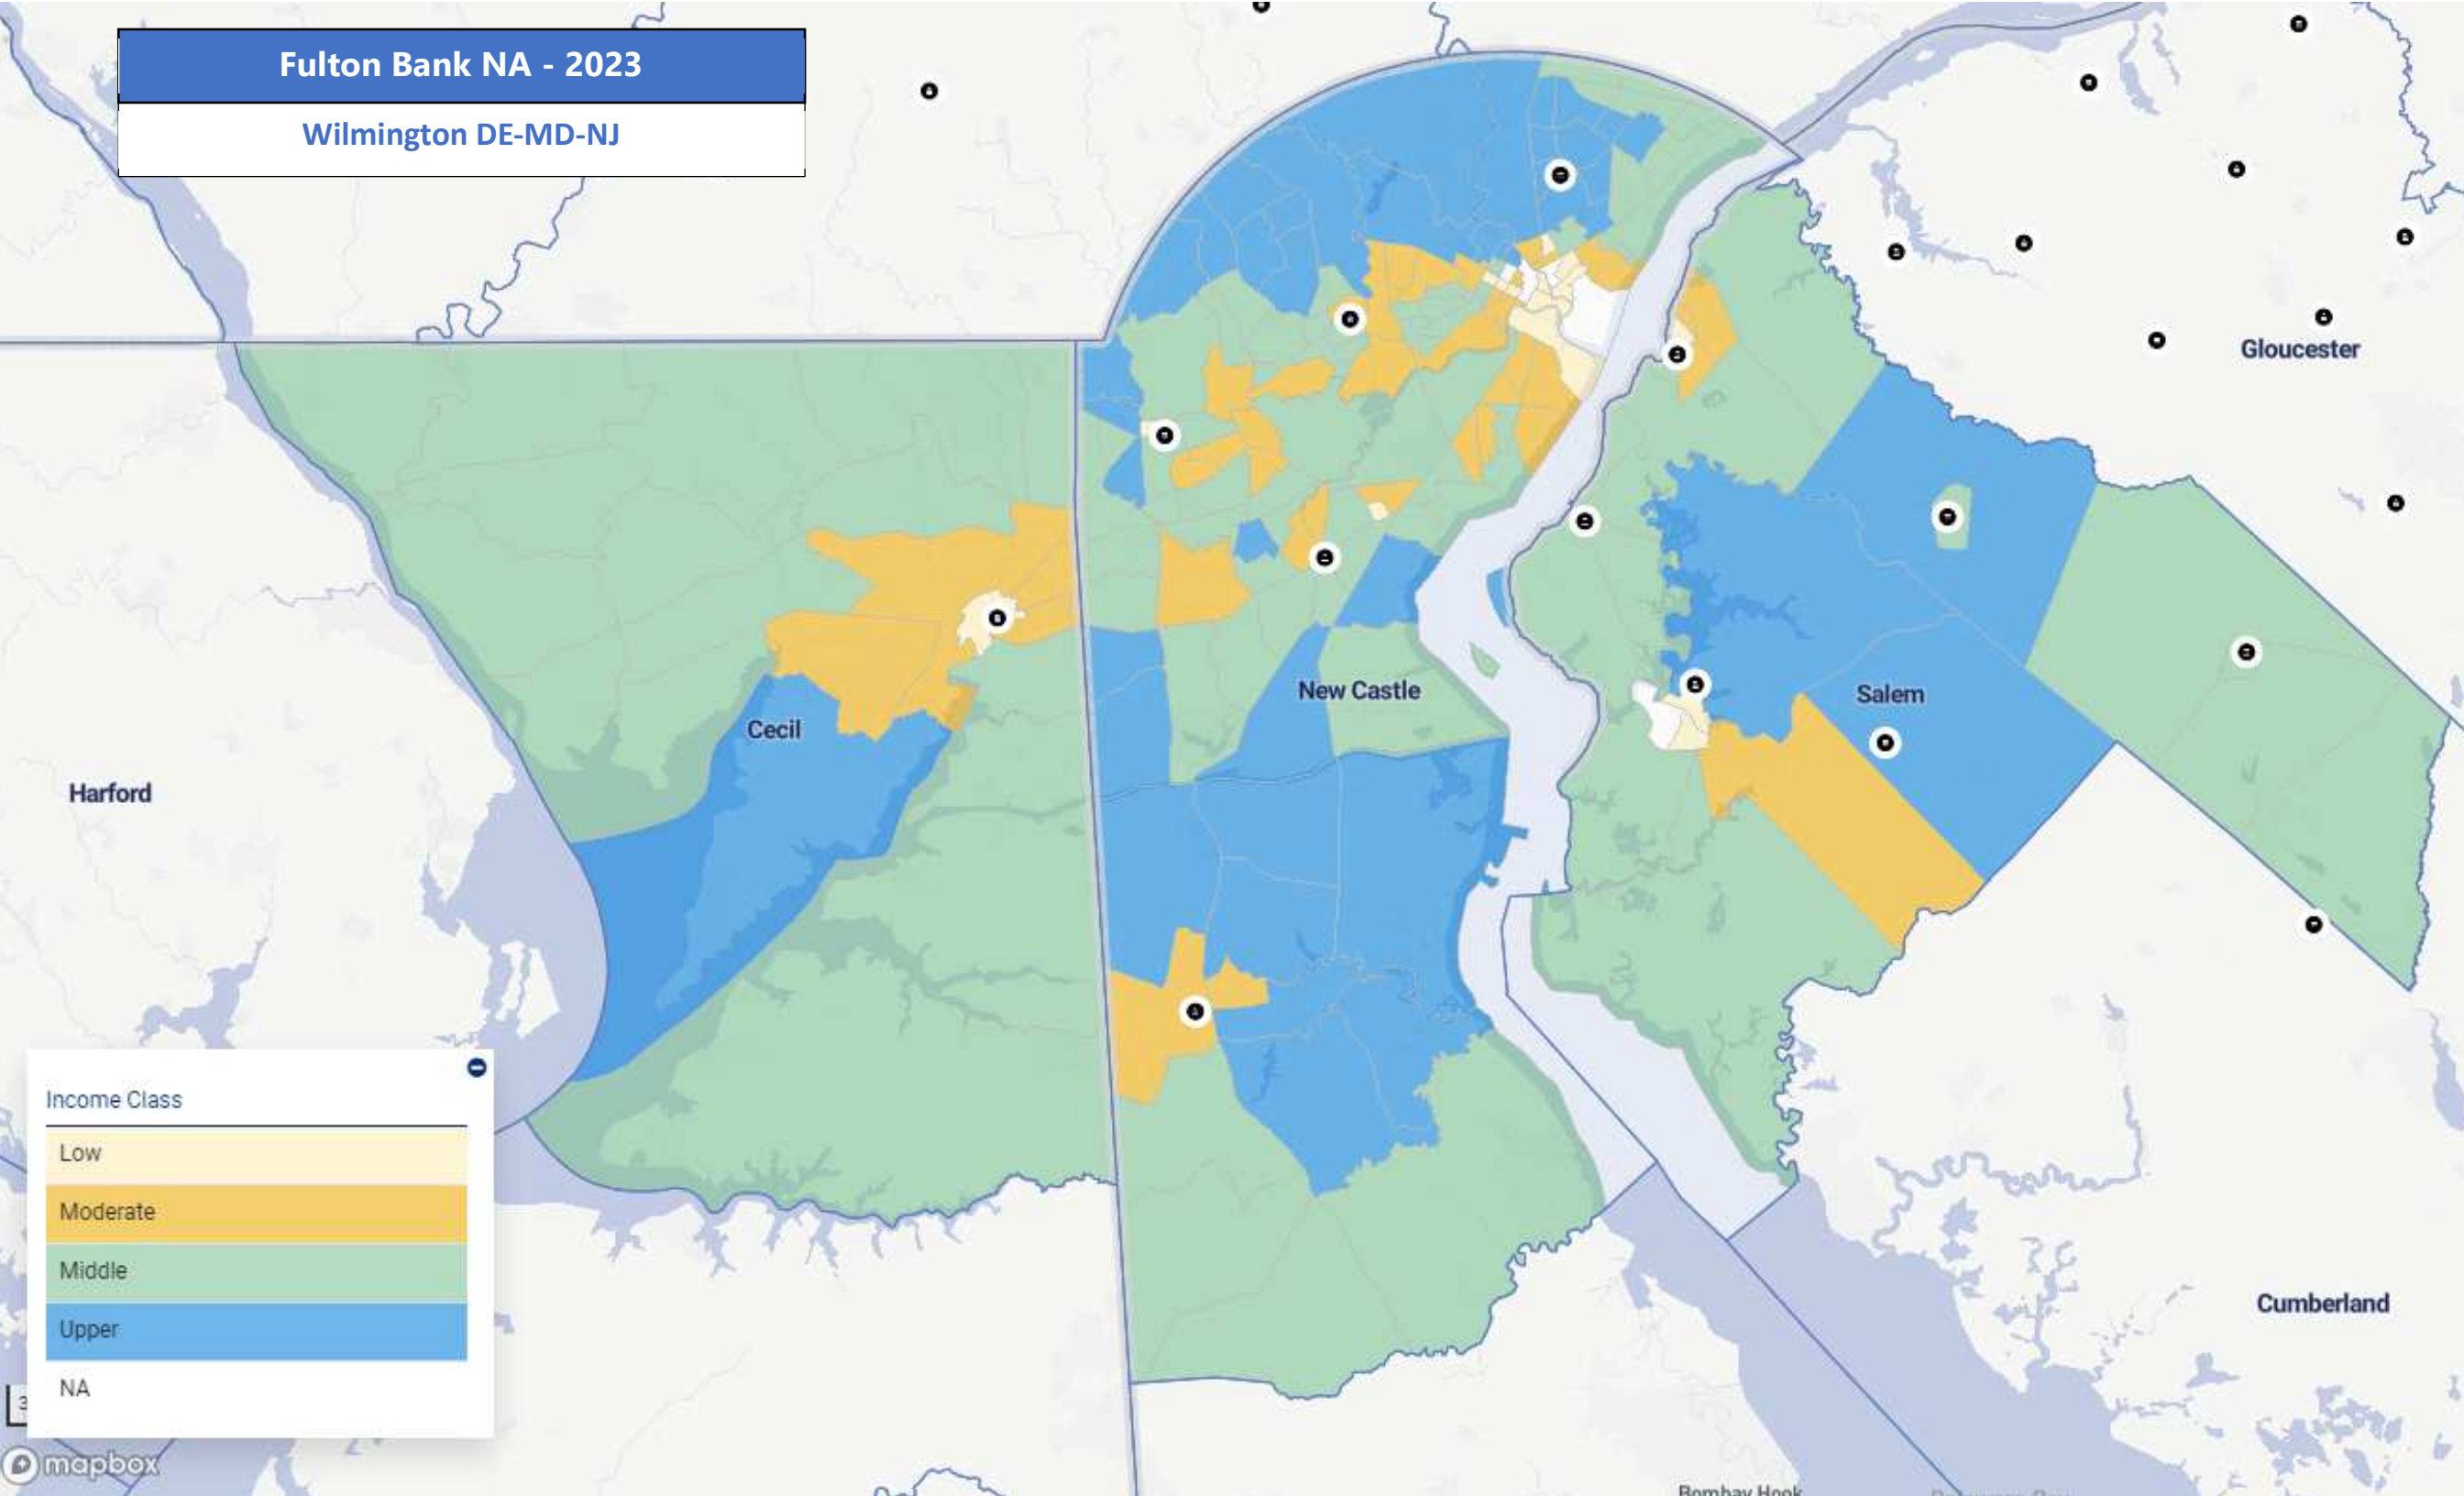 Fulton Bank NA - 2023
Wilmington DE-MD-NJ
Gloucester
New Castle
Salem
Cecil
Harford
Income Class
Low
Moderate
Middle
Upper
NA
Cumberland
3
mapbox
Bombay Hook